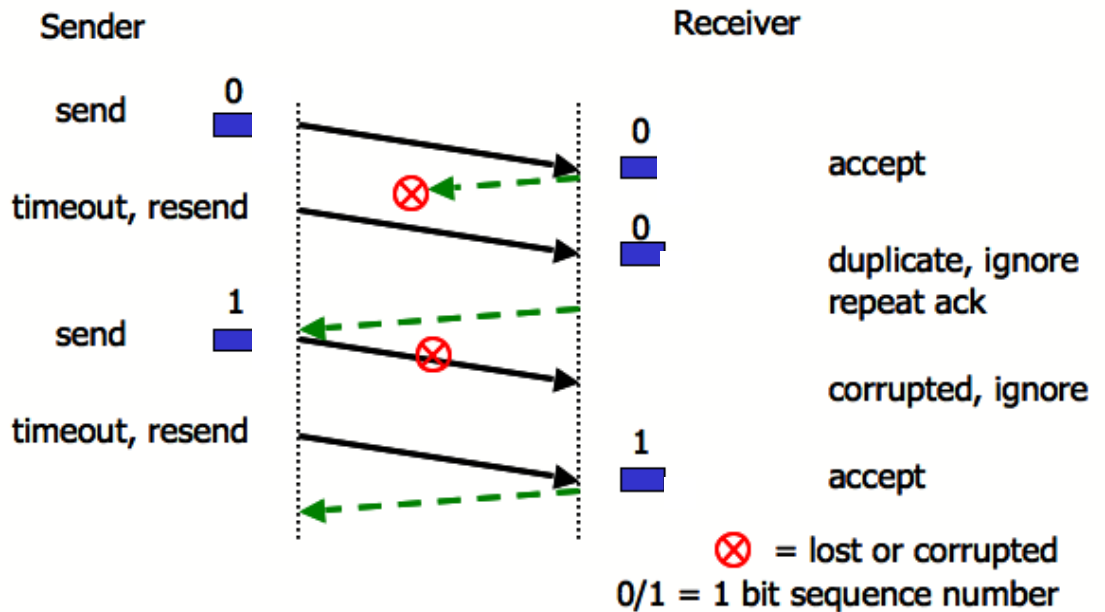 Sender
Receiver
0
send
0
accept
timeout, resend
0
duplicate, ignore
repeat ack
1
send
corrupted, ignore
timeout, resend
1
accept
= lost or corrupted
0/1 = 1 bit sequence number